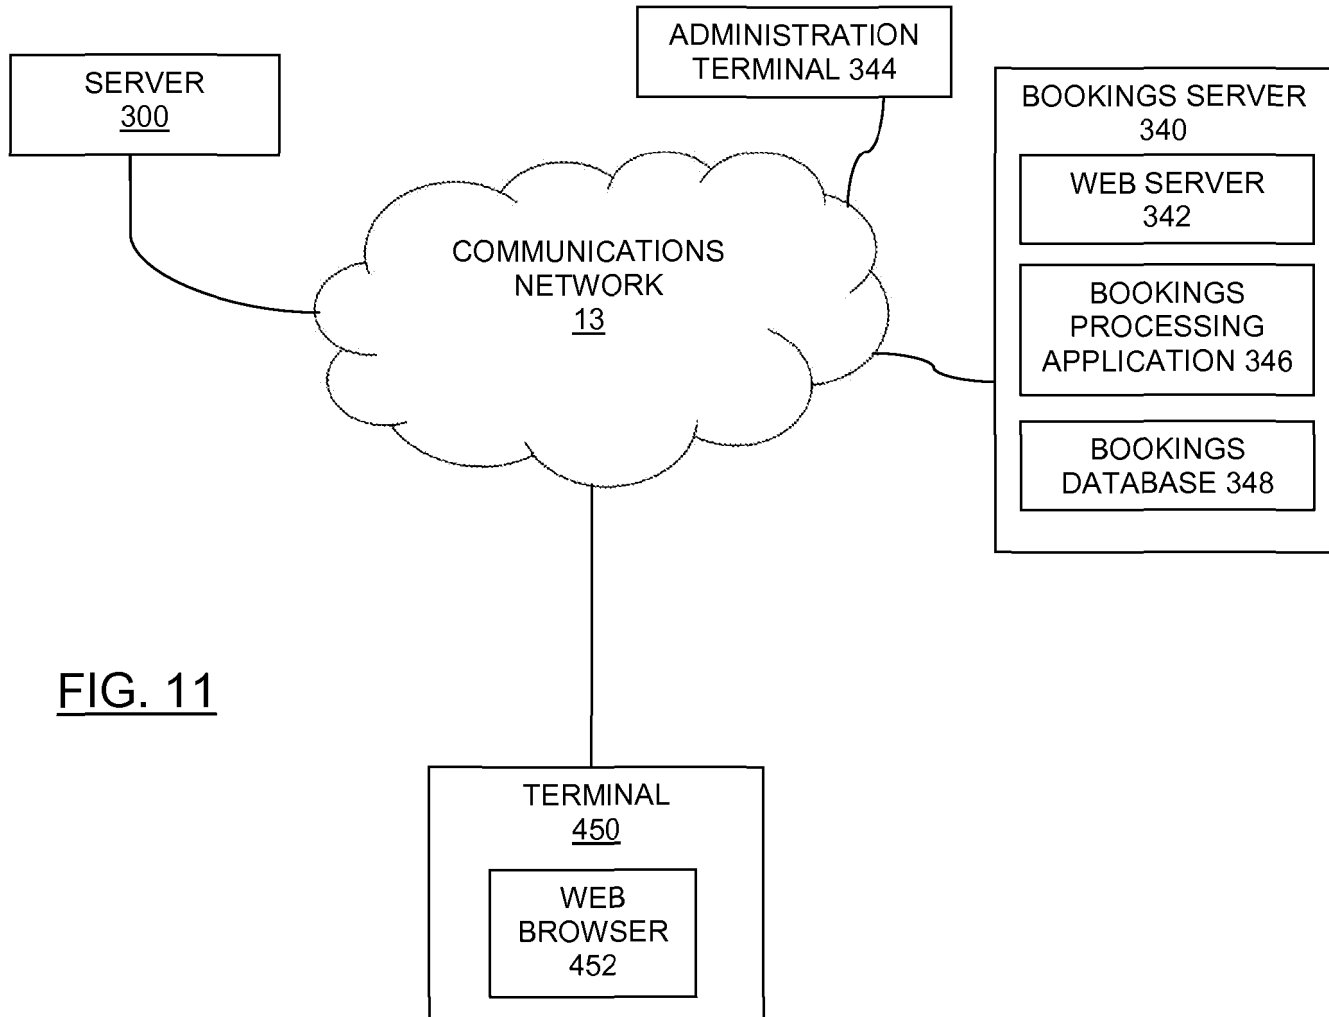 ADMINISTRATION
TERMINAL 344
SERVER
300
BOOKINGS SERVER
340
WEB SERVER
342
COMMUNICATIONS
NETWORK
13
BOOKINGS
PROCESSING
APPLICATION 346
BOOKINGS
DATABASE 348
FIG. 11
TERMINAL
450
WEB
BROWSER
452